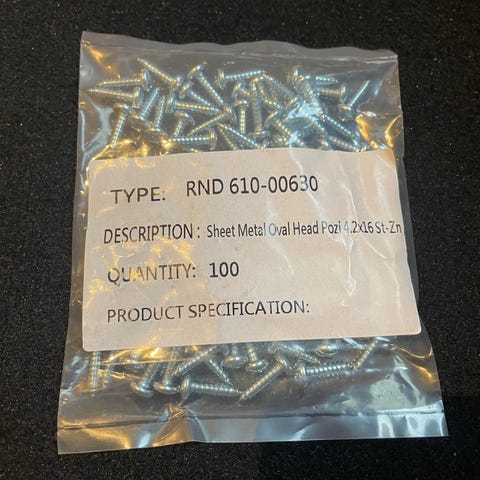 TYPE: RND 610-00630
DESCRIPTION : Sheet Metal Oval Head Pozi 4.2x16 St-Zn
QUANTITY: 100
PRODUCT SPECIFICATION: